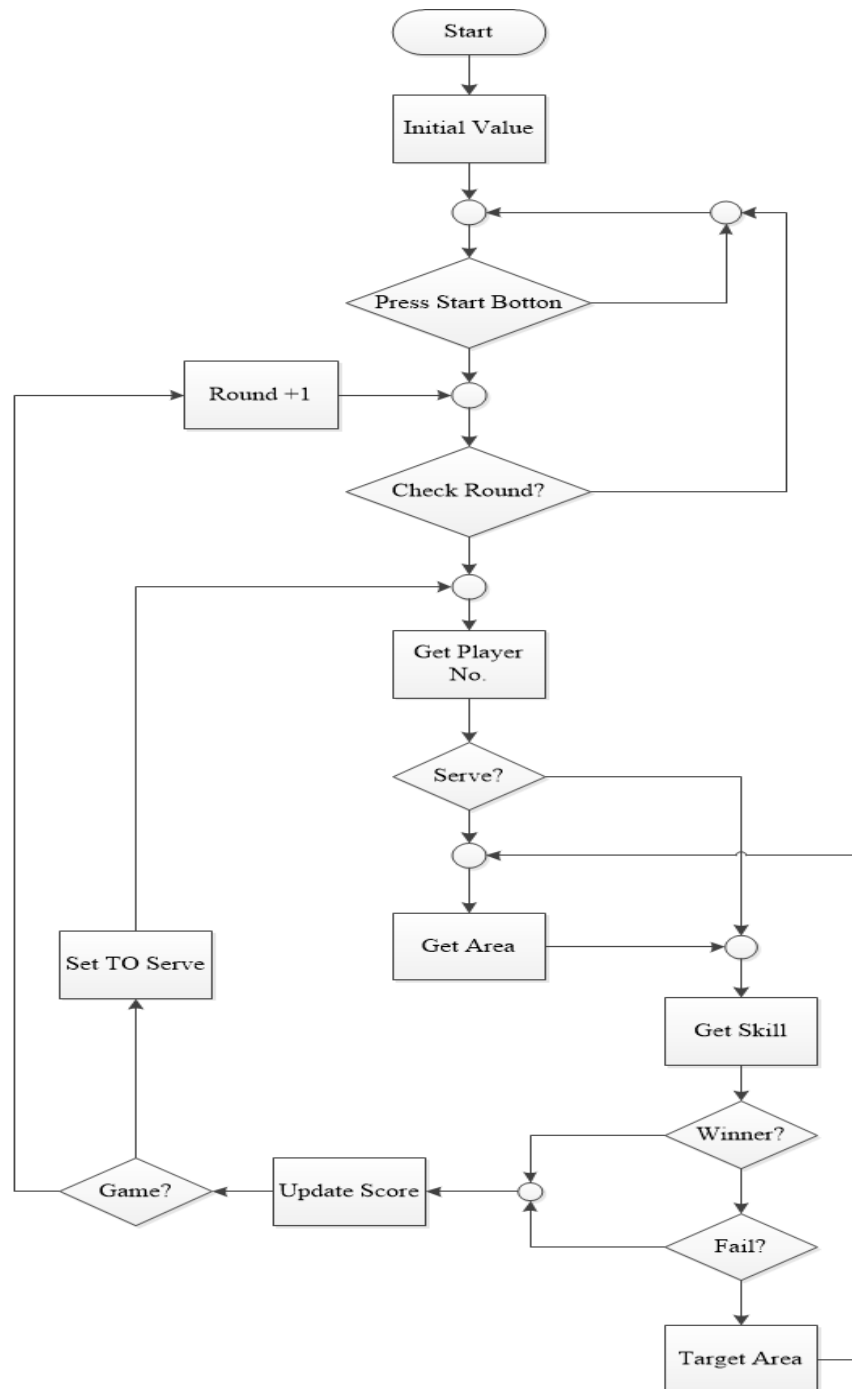 Start
Initial Value
Press Start Botton
Round +1
Check Round?
Get Player
No.
Serve?
Get Area
Set TO Serve
Get Skill
Winner?
Game?
Update Score
Fail?
Target Area